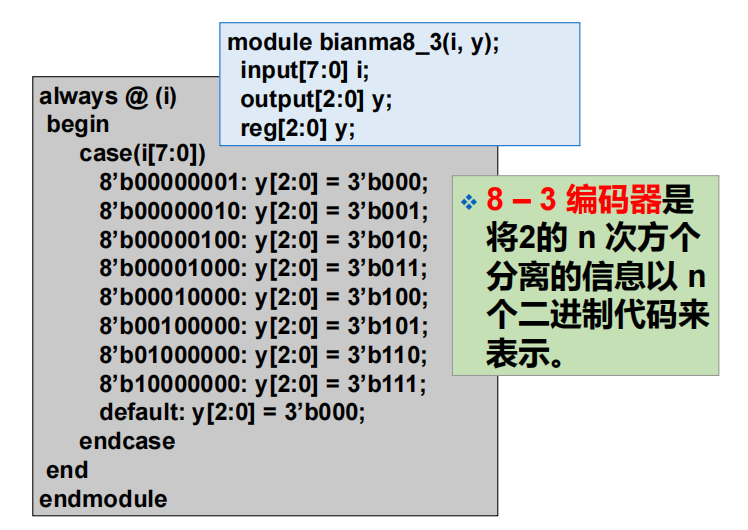 module bianma8_3(i, y);
input[7:0] i;
output[2:0] y;
reg[2:0] y;
always @ (i)
begin
case(i[7:0])
8’b00000001: y[2:0] = 3’b000;
8’b00000010: y[2:0] = 3’b001;
8’b00000100: y[2:0] = 3’b010;
8’b00001000: y[2:0] = 3’b011;
8’b00010000: y[2:0] = 3’b100;
8’b00100000: y[2:0] = 3’b101;
8’b01000000: y[2:0] = 3’b110;
8’b10000000: y[2:0] = 3’b111;
default: y[2:0] = 3’b000;
endcase
end
endmodule
❖ 8 – 3 编码器是
将2的 n 次方个
分离的信息以 n
个二进制代码来
表示。